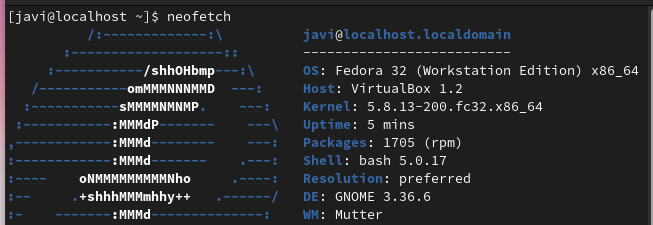 [javi@localhost ~]$ neofetch
/:-------------:\ javi@localhost.localdomain
:-------------------:: --------------------------
:-----------/shhOHbmp---:\ OS: Fedora 32 (Workstation Edition) x86_64
/-----------omMMMNNNMMD ---: Host: VirtualBox 1.2
:-----------sMMMMNMNMP. ---: Kernel: 5.8.13-200.fc32.x86_64
:-----------:MMMdP------- ---\ Uptime: 5 mins
,------------:MMMd-------- ---: Packages: 1705 (rpm)
:------------:MMMd------- .---: Shell: bash 5.0.17
:---- oNMMMMMMMMMNho .----: Resolution: preferred
:-- .+shhhMMMmhhy++ .------/ DE: GNOME 3.36.6
:- -------:MMMd--------------: WM: Mutter